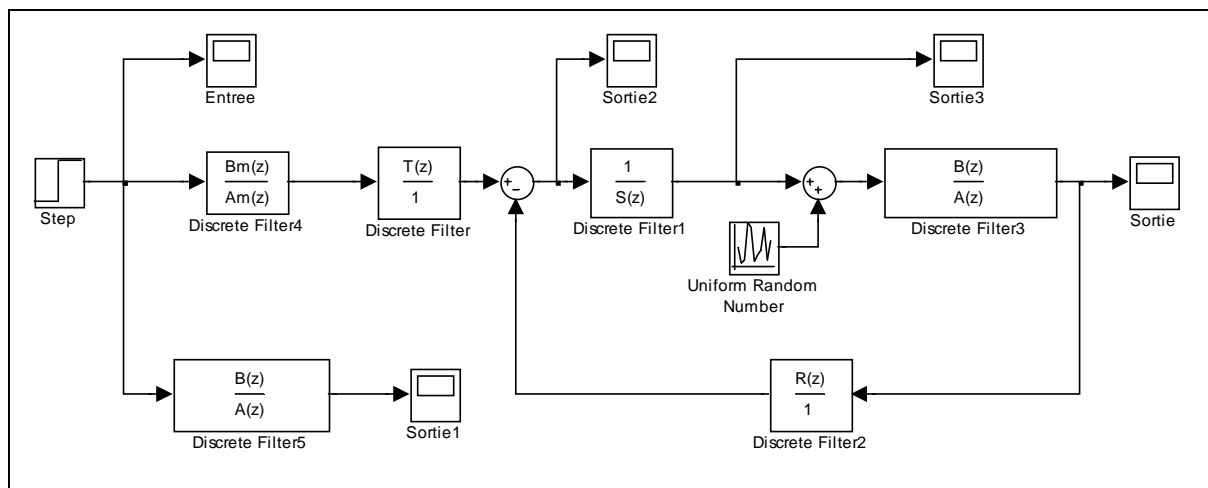 Entree
Sortie2
Sortie3
Step
Bm(z)
Am(z)
Discrete Filter4
T(z)
1
Discrete Filter
+
-
1
S(z)
Discrete Filter1
+
+
B(z)
A(z)
Discrete Filter3
Sortie
Uniform Random
Number
B(z)
A(z)
Discrete Filter5
Sortie1
R(z)
1
Discrete Filter2